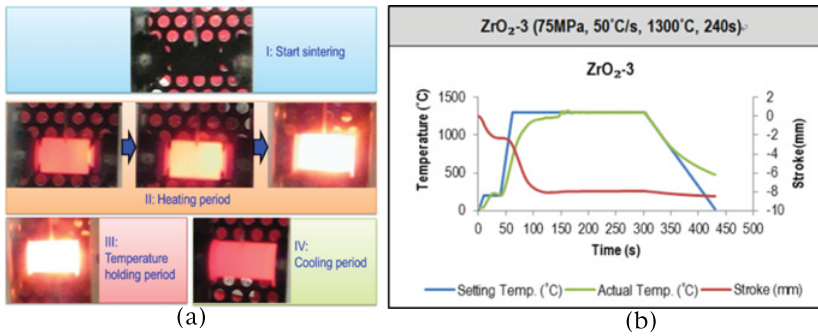 I: Start sintering
II: Heating period
III:
Temperature
holding period
IV:
Cooling period
(a)
ZrO₂-3 (75MPa, 50˚C/s, 1300˚C, 240s)
ZrO₂-3
Temperature (˚C)
1500
1000
500
0
2
0
-2
-4
-6
-8
-10
Stroke(mm)
0 50 100 150 200 250 300 350 400 450 500
Time (s)
Setting Temp. (˚C) Actual Temp. (˚C) Stroke (mm)
(b)